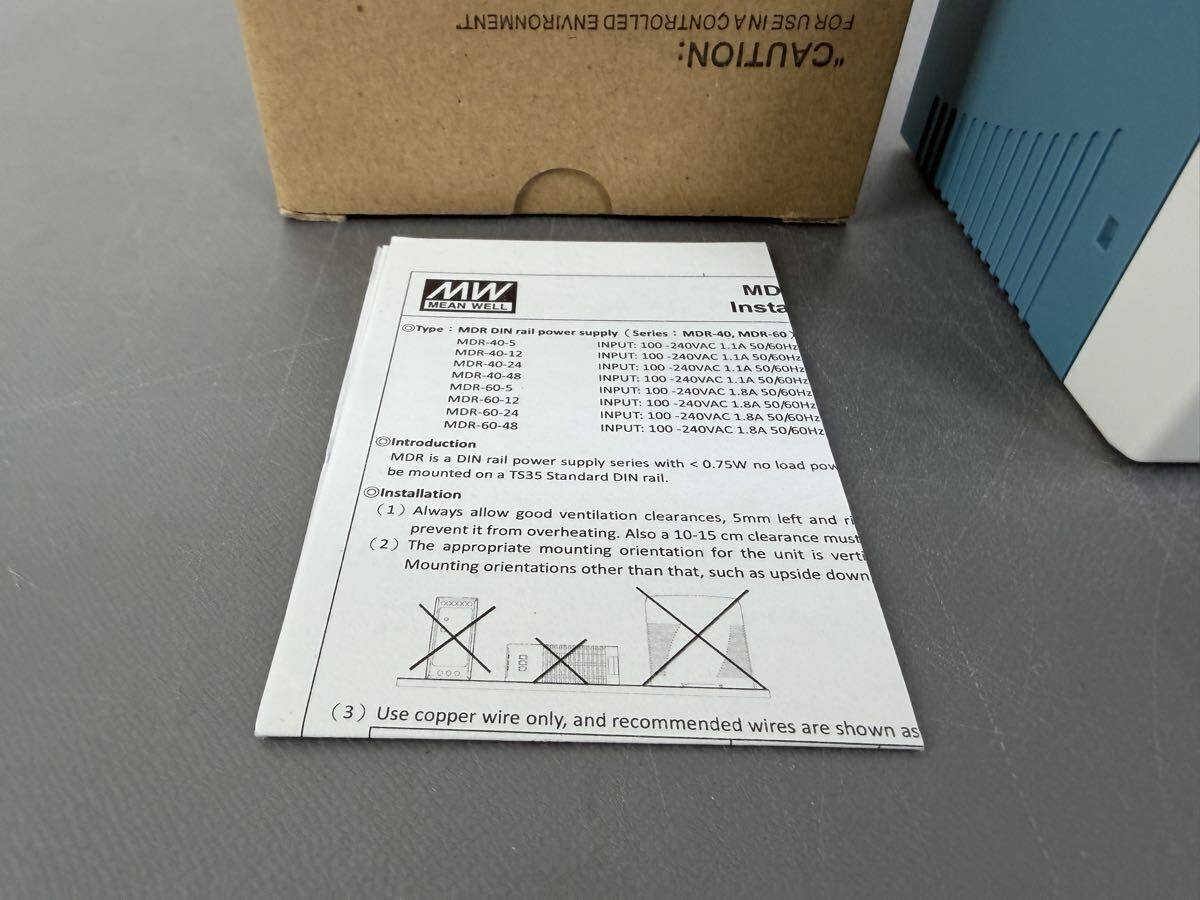 "CAUTION:
FOR USE IN A CONTROLLED ENVIRONMENT"
MW
MEAN WELL
MD
Insta
◎Type : MDR DIN rail power supply ( Series : MDR-40, MDR-60 )
MDR-40-5 INPUT: 100 -240VAC 1.1A 50/60Hz
MDR-40-12 INPUT: 100 -240VAC 1.1A 50/60Hz
MDR-40-24 INPUT: 100 -240VAC 1.1A 50/60Hz
MDR-40-48 INPUT: 100 -240VAC 1.1A 50/60Hz
MDR-60-5 INPUT: 100 -240VAC 1.8A 50/60Hz
MDR-60-12 INPUT: 100 -240VAC 1.8A 50/60Hz
MDR-60-24 INPUT: 100 -240VAC 1.8A 50/60Hz
MDR-60-48 INPUT: 100 -240VAC 1.8A 50/60Hz
◎Introduction
MDR is a DIN rail power supply series with < 0.75W no load pow
be mounted on a TS35 Standard DIN rail.
◎Installation
(1) Always allow good ventilation clearances, 5mm left and ri
prevent it from overheating. Also a 10-15 cm clearance must
(2) The appropriate mounting orientation for the unit is verti
Mounting orientations other than that, such as upside down
(3) Use copper wire only, and recommended wires are shown as